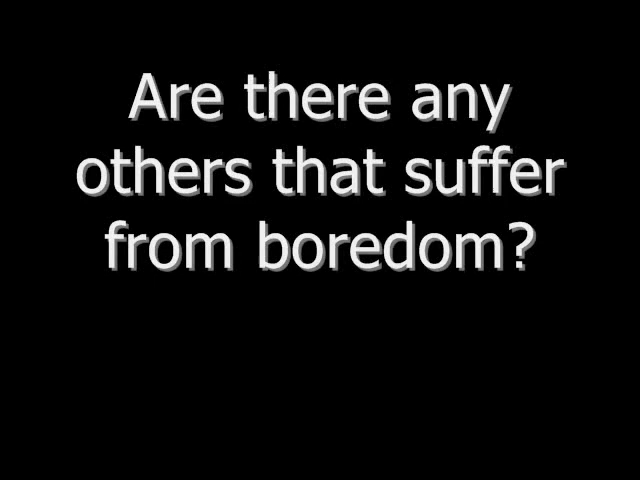 Are there any
others that suffer
from boredom?